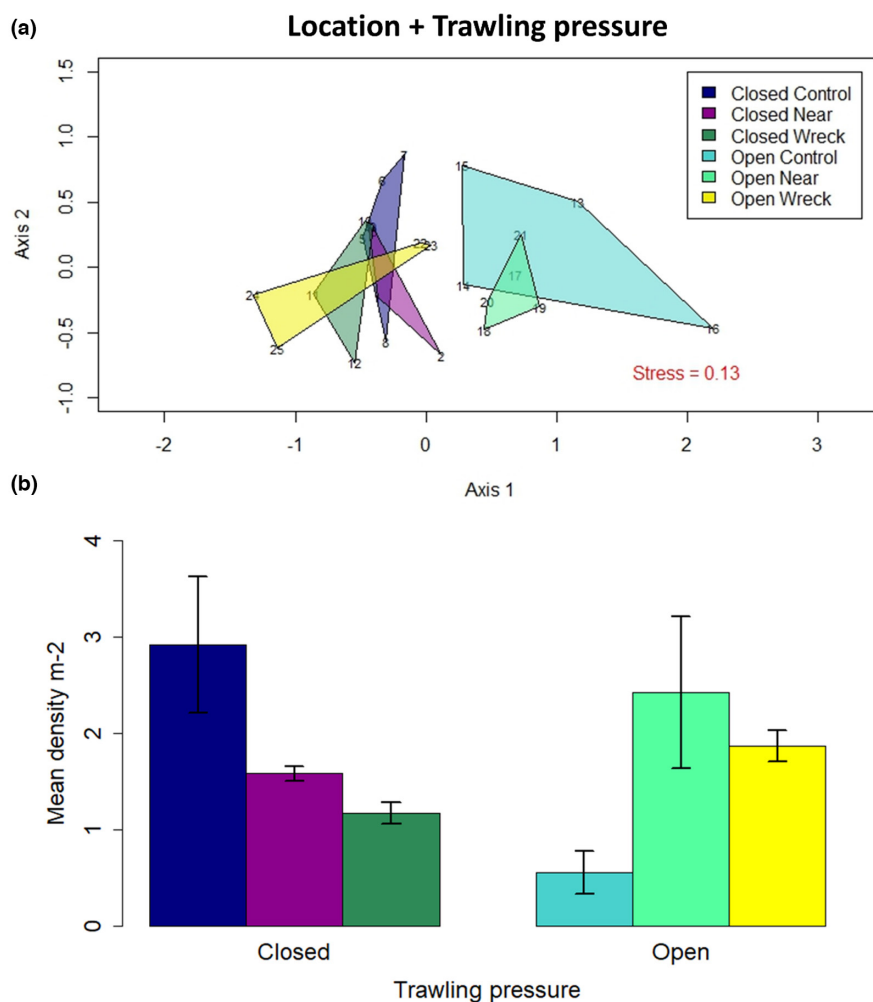 (a)
Location + Trawling pressure
1.5
1.0
0.5
0.0
-0.5
-1.0
Axis 2
Closed Control
Closed Near
Closed Wreck
Open Control
Open Near
Open Wreck
7
6
15
13
10
5
22
23
21
17
14
24
11
20
19
18
16
8
2
25
12
Stress = 0.13
-2
-1
0
1
2
3
Axis 1
(b)
4
3
2
1
0
Mean density m-2
Closed
Open
Trawling pressure